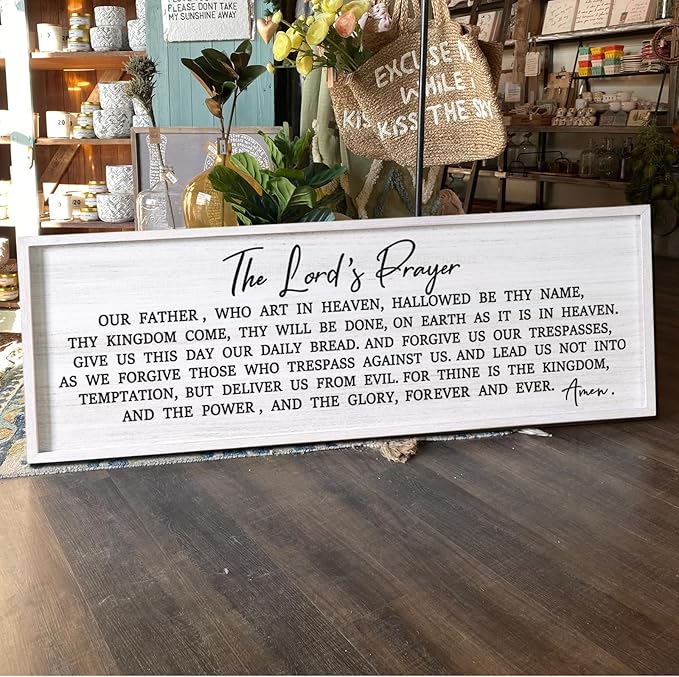 PLEASE DON'T TAKE
MY SUNSHINE AWAY
EXCUSE
WHILE I
KISS THE SKY
The Lord's Prayer
OUR FATHER, WHO ART IN HEAVEN, HALLOWED BE THY NAME,
THY KINGDOM COME, THY WILL BE DONE, ON EARTH AS IT IS IN HEAVEN.
GIVE US THIS DAY OUR DAILY BREAD. AND FORGIVE US OUR TRESPASSES,
AS WE FORGIVE THOSE WHO TRESPASS AGAINST US. AND LEAD US NOT INTO
TEMPTATION, BUT DELIVER US FROM EVIL. FOR THINE IS THE KINGDOM,
AND THE POWER, AND THE GLORY, FOREVER AND EVER. Amen.